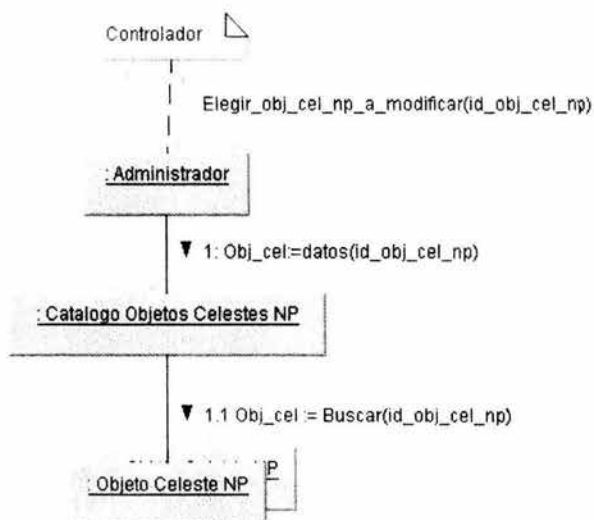 Controlador
Elegir_obj_cel_np_a_modificar(id_obj_cel_np)
: Administrador
1: Obj_cel:=datos(id_obj_cel_np)
: Catalogo Objetos Celestes NP
1.1 Obj_cel := Buscar(id_obj_cel_np)
: Objeto Celeste NP